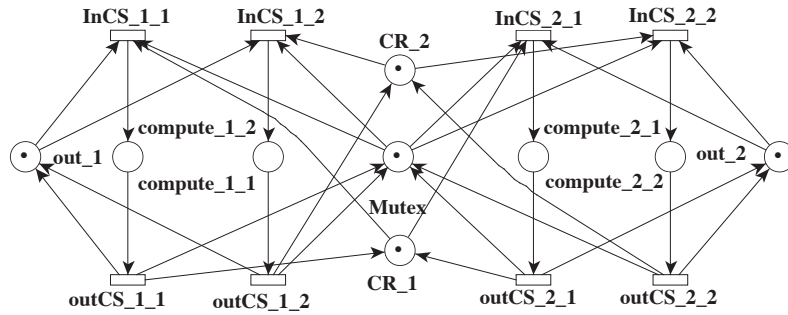 InCS_1_1 InCS_1_2 InCS_2_1 InCS_2_2
CR_2
compute_1_2 compute_2_1
out_1 out_2
compute_1_1 compute_2_2
Mutex
outCS_1_1 outCS_1_2 CR_1 outCS_2_1 outCS_2_2